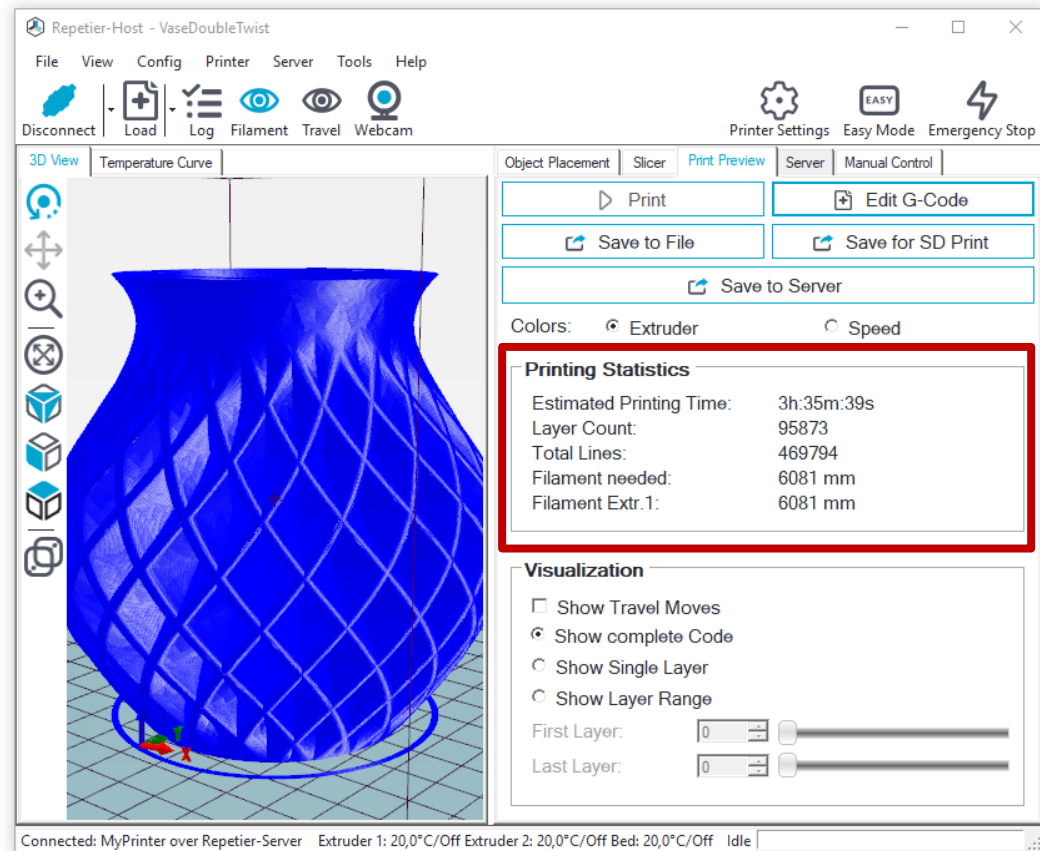 Repetier-Host - VaseDoubleTwist
File View Config Printer Server Tools Help
EASY
Disconnect Load Log Filament Travel Webcam Printer Settings Easy Mode Emergency Stop
3D View Temperature Curve
Object Placement Slicer Print Preview Server Manual Control
Print Edit G-Code
Save to File Save for SD Print
Save to Server
Colors: Extruder Speed
Printing Statistics
Estimated Printing Time: 3h:35m:39s
Layer Count: 95873
Total Lines: 469794
Filament needed: 6081 mm
Filament Extr.1: 6081 mm
Visualization
Show Travel Moves
Show complete Code
Show Single Layer
Show Layer Range
First Layer: 0
Last Layer: 0
Y
X
Connected: MyPrinter over Repetier-Server Extruder 1: 20,0°C/Off Extruder 2: 20,0°C/Off Bed: 20,0°C/Off Idle